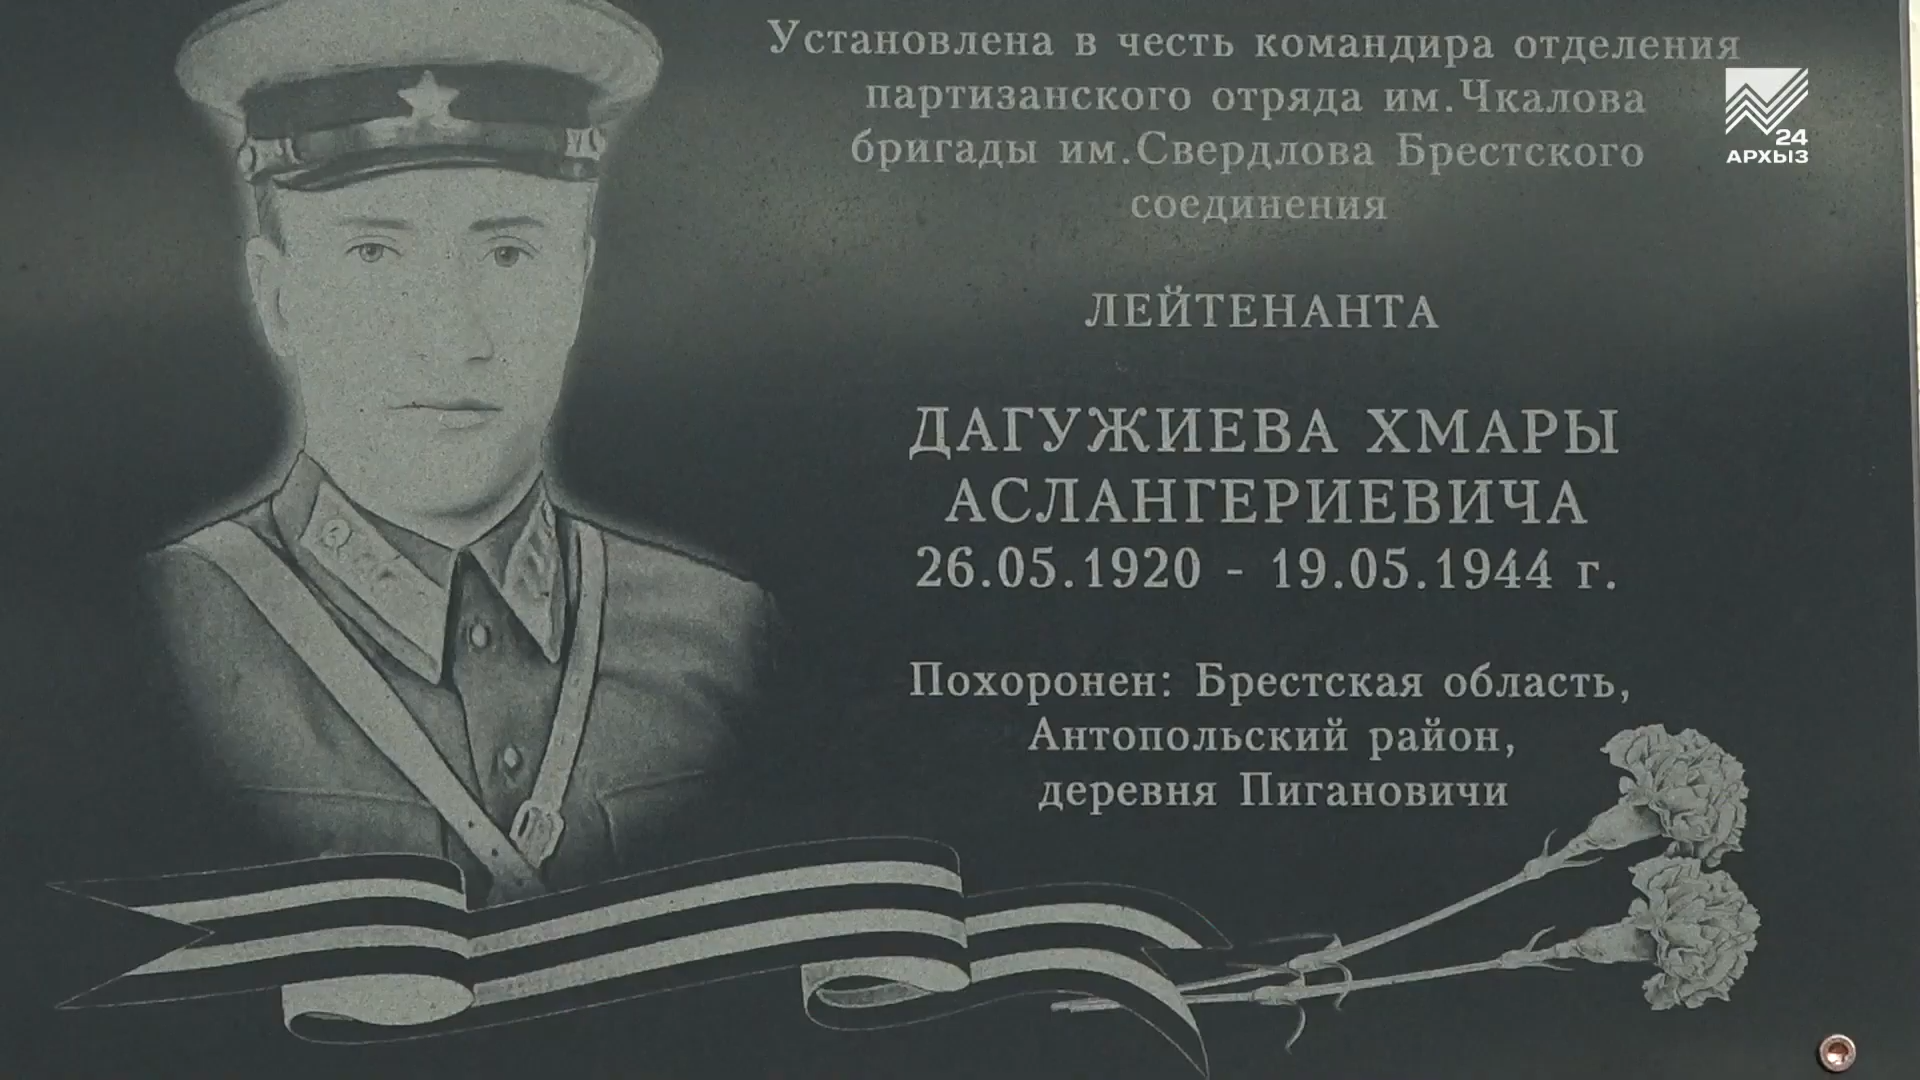 Установлена в честь командира отделения
партизанского отряда им.Чкалова
бригады им.Свердлова Брестского
соединения
ЛЕЙТЕНАНТА
ДАГУЖИЕВА ХМАРЫ
АСЛАНГЕРИЕВИЧА
26.05.1920 - 19.05.1944 г.
Похоронен: Брестская область,
Антопольский район,
деревня Пигановичи
24
АРХЫЗ